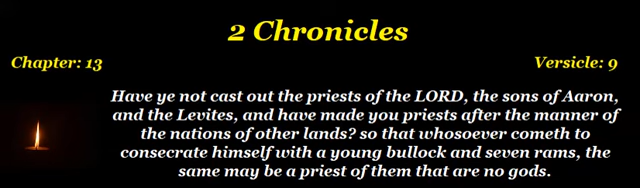 2 Chronicles
Chapter: 13
Versicle: 9
Have ye not cast out the priests of the LORD, the sons of Aaron,
and the Levites, and have made you priests after the manner of
the nations of other lands? so that whosoever cometh to
consecrate himself with a young bullock and seven rams, the
same may be a priest of them that are no gods.